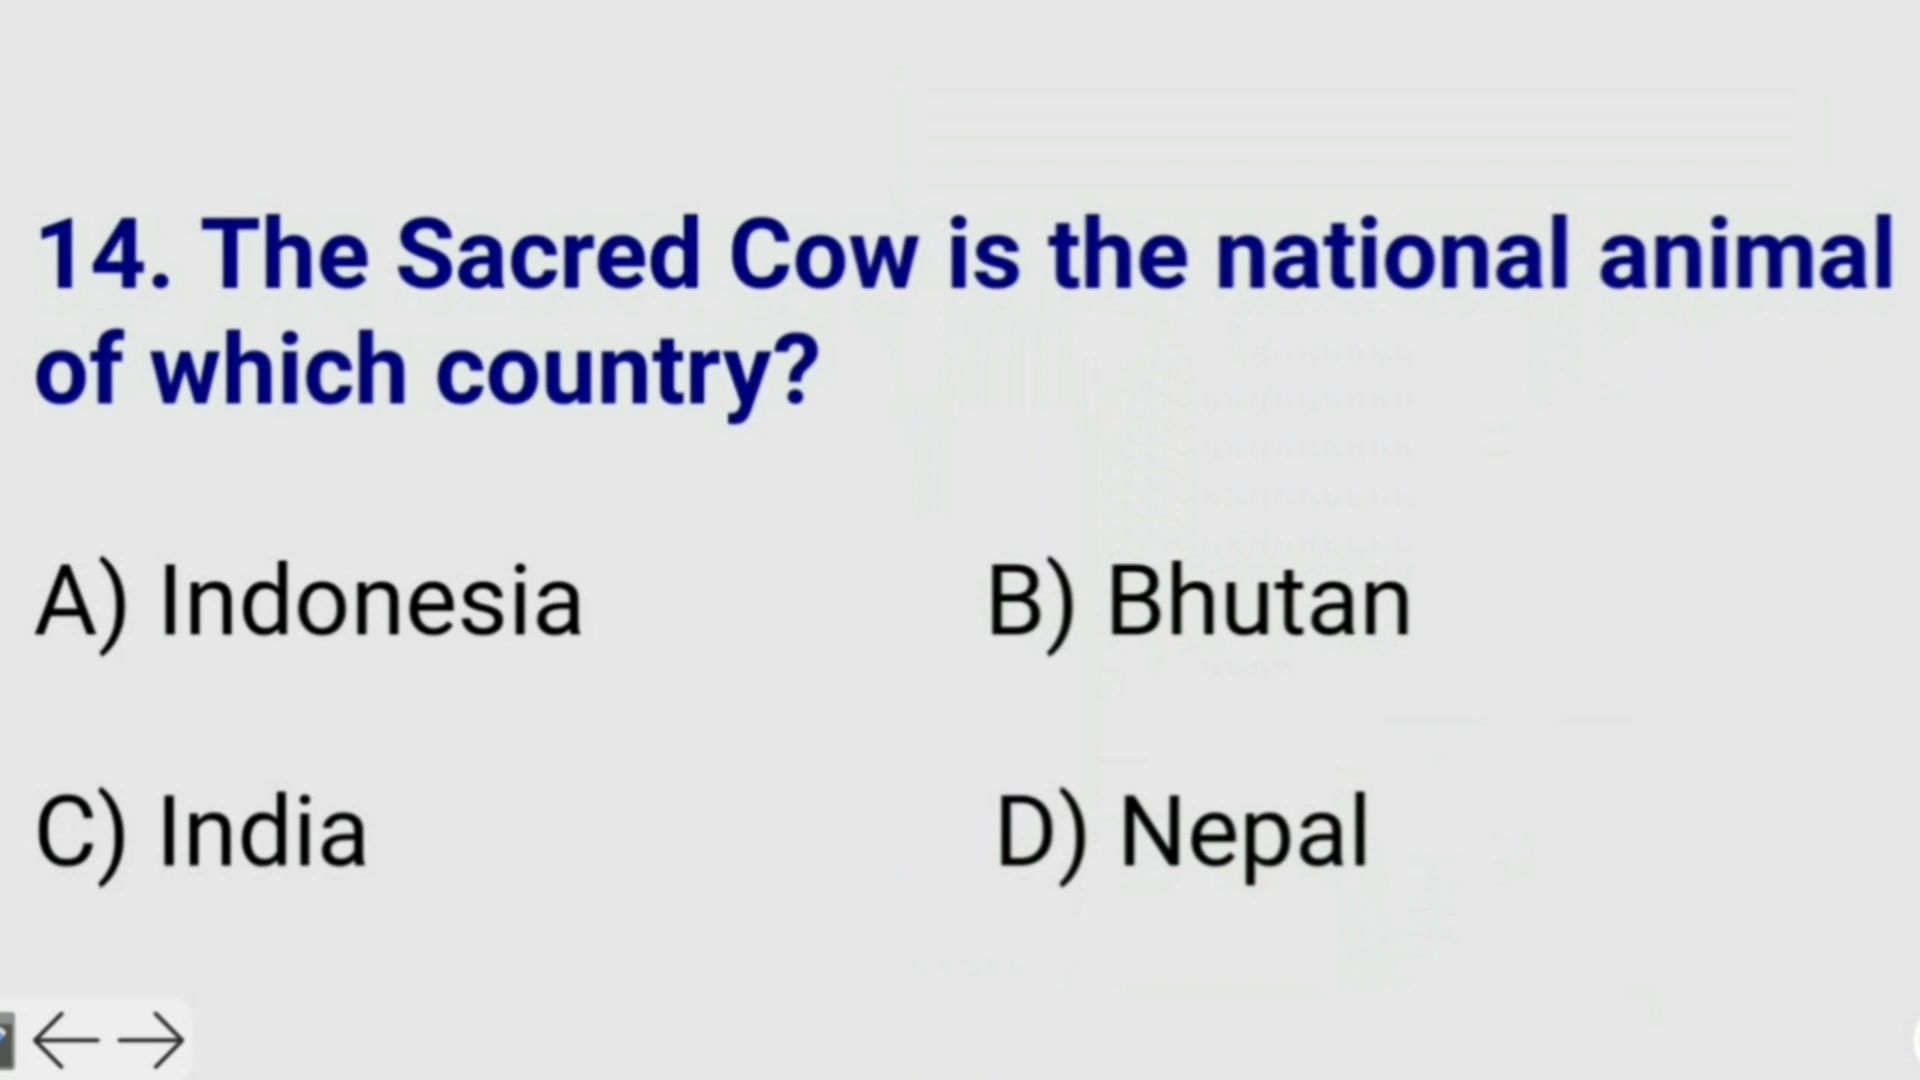 14. The Sacred Cow is the national animal
of which country?
A) Indonesia B) Bhutan
C) India D) Nepal